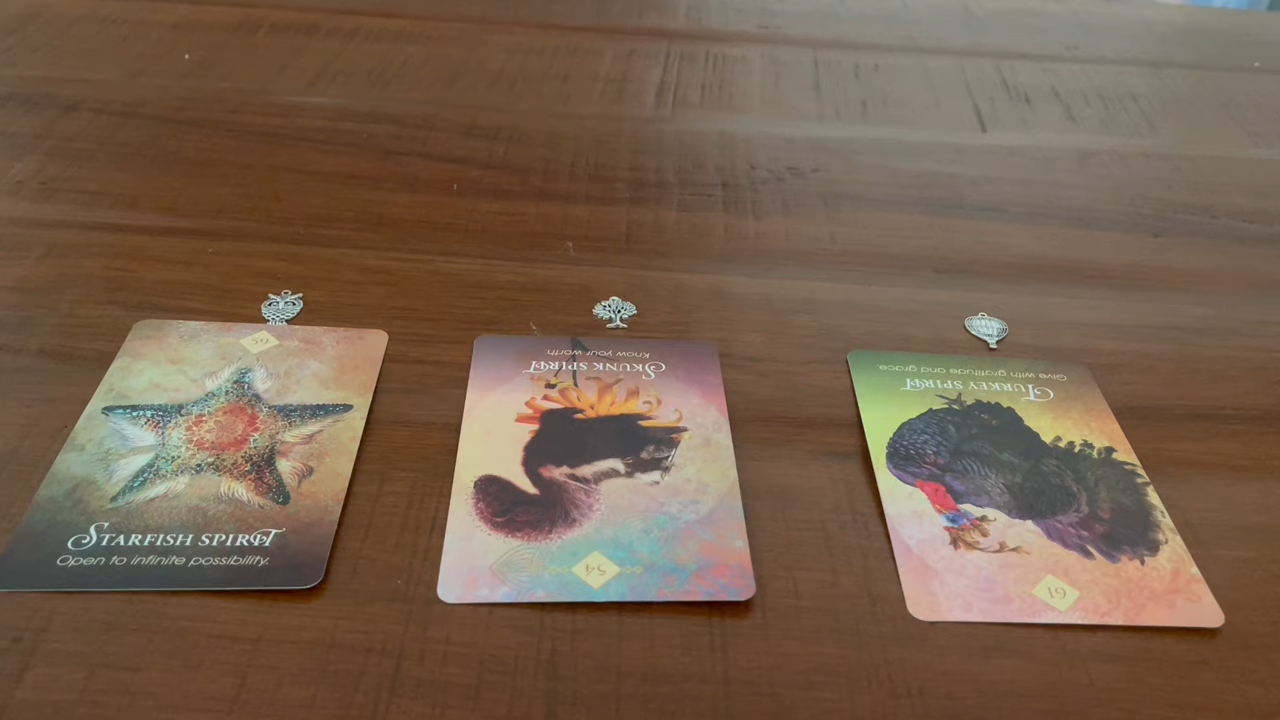 65
STARFISH SPIRIT
Open to infinite possibility.
SKUNK SPIRIT
Know your worth.
54
TURKEY SPIRIT
Give with gratitude and grace.
61